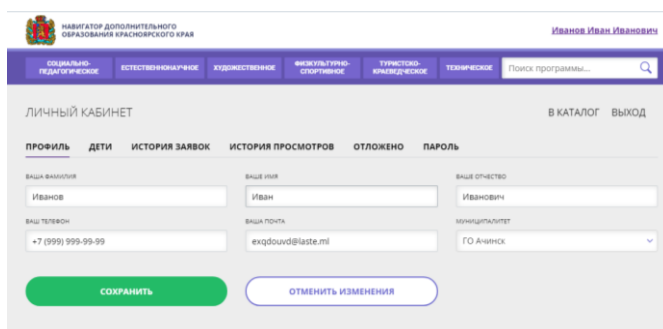 НАВИГАТОР ДОПОЛНИТЕЛЬНОГО
ОБРАЗОВАНИЯ КРАСНОЯРСКОГО КРАЯ
Иванов Иван Иванович
СОЦИАЛЬНО-
ПЕДАГОГИЧЕСКОЕ
ЕСТЕСТВЕННОНАУЧНОЕ
ХУДОЖЕСТВЕННОЕ
ФИЗКУЛЬТУРНО-
СПОРТИВНОЕ
ТУРИСТСКО-
КРАЕВЕДЧЕСКОЕ
ТЕХНИЧЕСКОЕ
Поиск программы...
ЛИЧНЫЙ КАБИНЕТ
В КАТАЛОГ ВЫХОД
ПРОФИЛЬ ДЕТИ ИСТОРИЯ ЗАЯВОК ИСТОРИЯ ПРОСМОТРОВ ОТЛОЖЕНО ПАРОЛЬ
ВАША ФАМИЛИЯ ВАШЕ ИМЯ ВАШЕ ОТЧЕСТВО
Иванов Иван Иванович
ВАШ ТЕЛЕФОН ВАША ПОЧТА МУНИЦИПАЛИТЕТ
+7 (999) 999-99-99 exqdouvd@laste.ml ГО Ачинск
СОХРАНИТЬ ОТМЕНИТЬ ИЗМЕНЕНИЯ